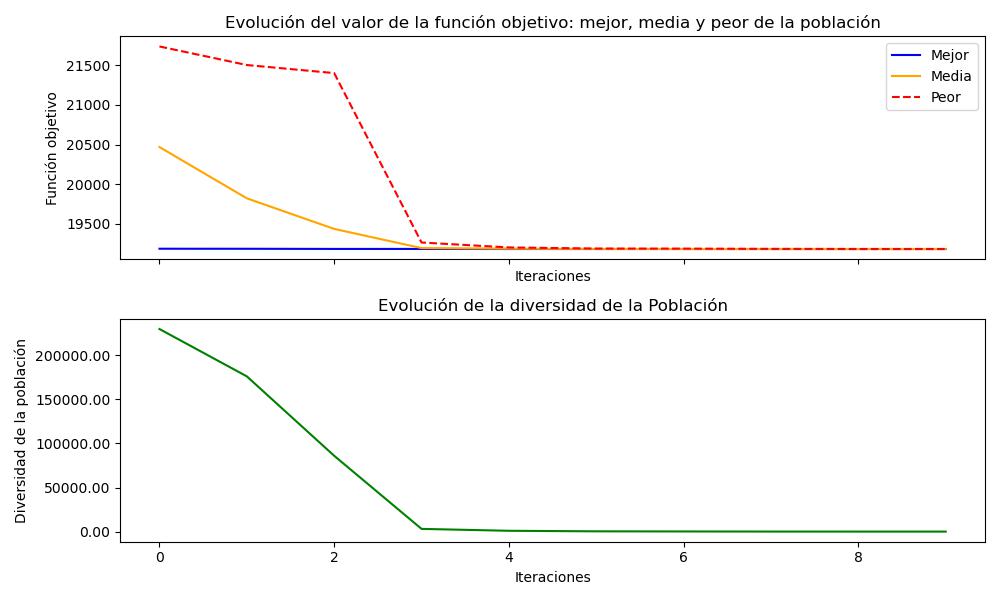 Evolución del valor de la función objetivo: mejor, media y peor de la población
Función objetivo
21500
21000
20500
20000
19500
Mejor
Media
Peor
Iteraciones
Evolución de la diversidad de la Población
Diversidad de la población
200000.00
150000.00
100000.00
50000.00
0.00
0 2 4 6 8
Iteraciones